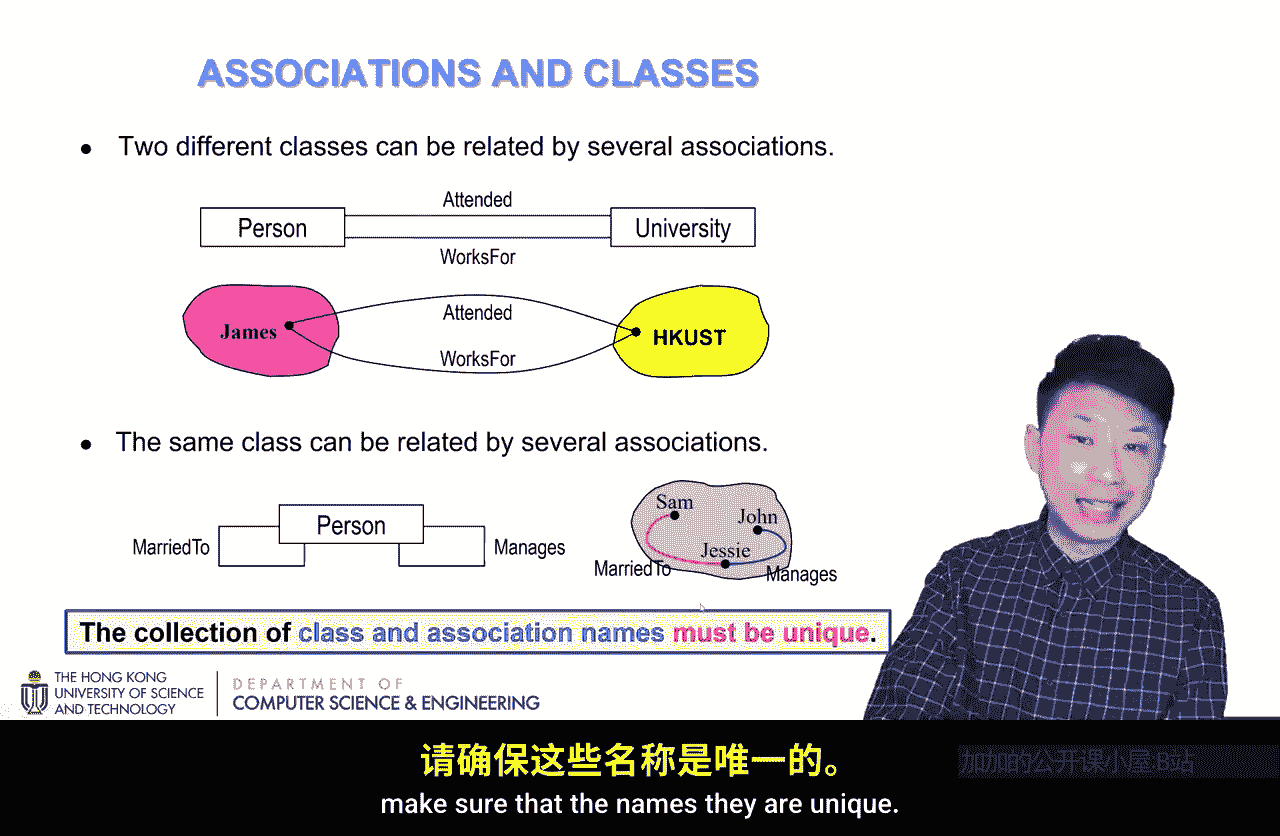 ASSOCIATIONS AND CLASSES
• Two different classes can be related by several associations.
Attended
Person
University
WorksFor
Attended
James
HKUST
WorksFor
• The same class can be related by several associations.
Sam
John
Person
MarriedTo
Manages
Jessie
MarriedTo
Manages
The collection of class and association names must be unique.
THE HONG KONG
UNIVERSITY OF SCIENCE
AND TECHNOLOGY
DEPARTMENT OF
COMPUTER SCIENCE & ENGINEERING
请确保这些名称是唯一的。
加加的公开课小屋:B站
make sure that the names they are unique.